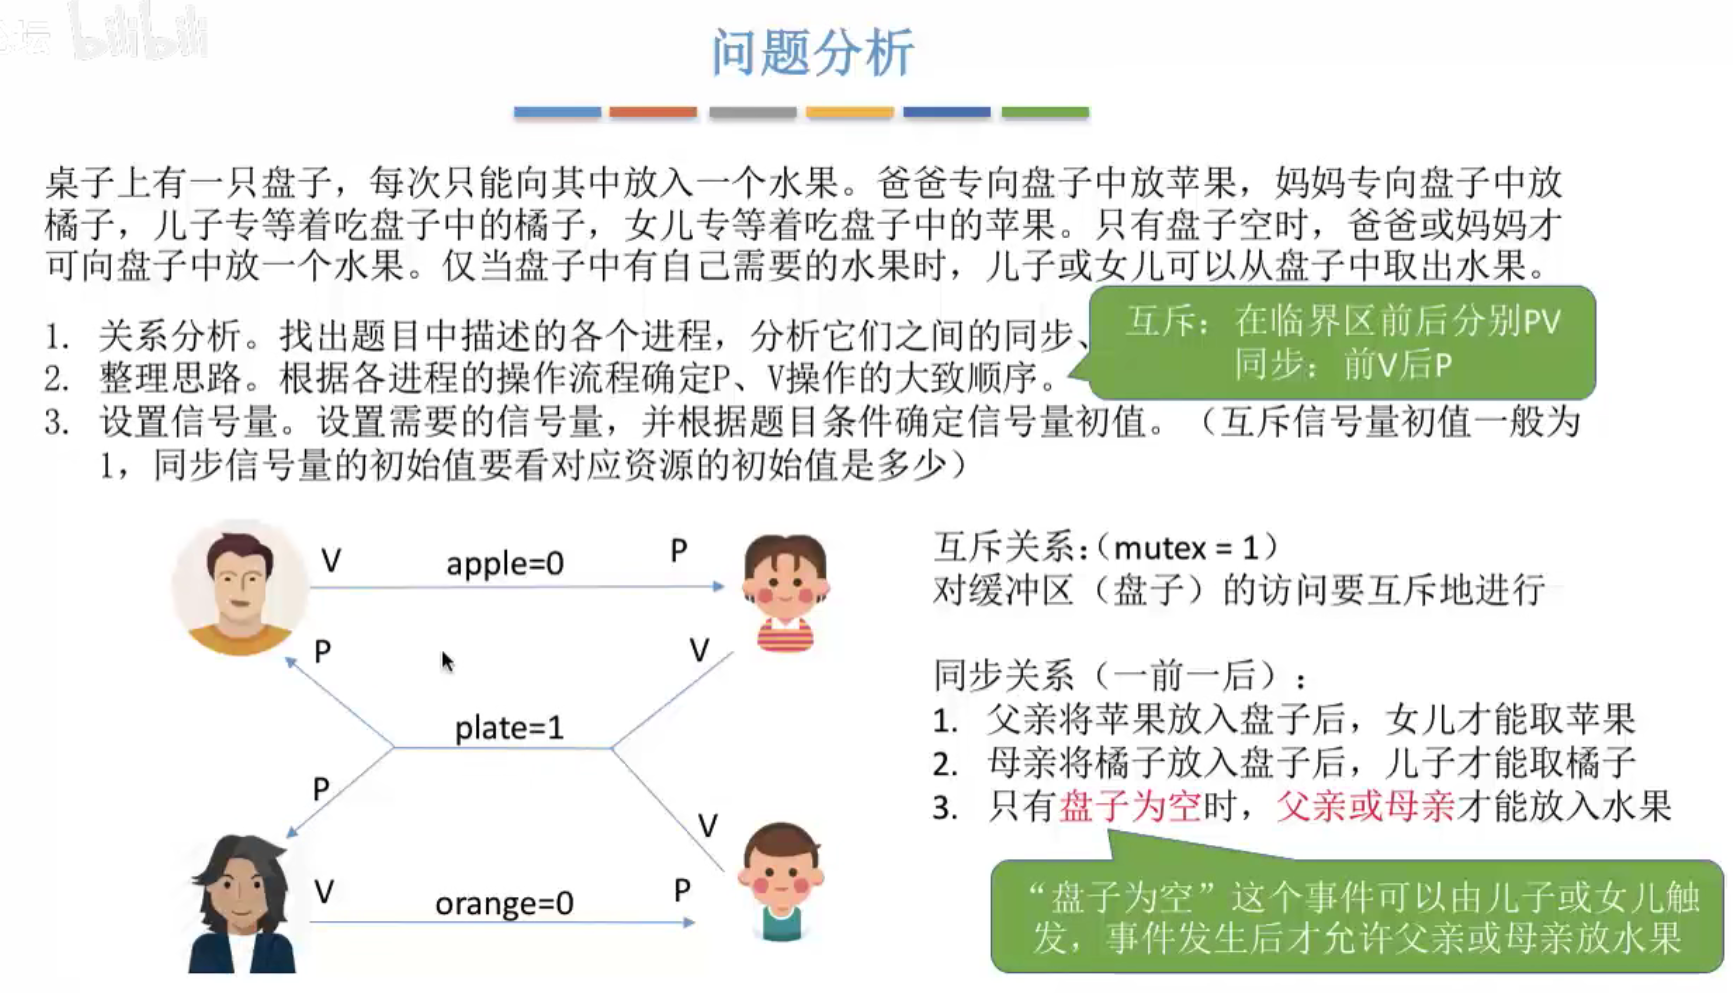 坛 bilibili
问题分析
桌子上有一只盘子，每次只能向其中放入一个水果。爸爸专向盘子中放苹果，妈妈专向盘子中放
橘子，儿子专等着吃盘子中的橘子，女儿专等着吃盘子中的苹果。只有盘子空时，爸爸或妈妈才
可向盘子中放一个水果。仅当盘子中有自己需要的水果时，儿子或女儿可以从盘子中取出水果。
1. 关系分析。找出题目中描述的各个进程，分析它们之间的同步、
2. 整理思路。根据各进程的操作流程确定P、V操作的大致顺序。
互斥：在临界区前后分别PV
同步：前V后P
3. 设置信号量。设置需要的信号量，并根据题目条件确定信号量初值。（互斥信号量初值一般为
1，同步信号量的初始值要看对应资源的初始值是多少）
V apple=0 P
P V
plate=1
P V
V orange=0 P
互斥关系：（mutex = 1）
对缓冲区（盘子）的访问要互斥地进行
同步关系（一前一后）：
1. 父亲将苹果放入盘子后，女儿才能取苹果
2. 母亲将橘子放入盘子后，儿子才能取橘子
3. 只有盘子为空时，父亲或母亲才能放入水果
“盘子为空”这个事件可以由儿子或女儿触
发，事件发生后才允许父亲或母亲放水果